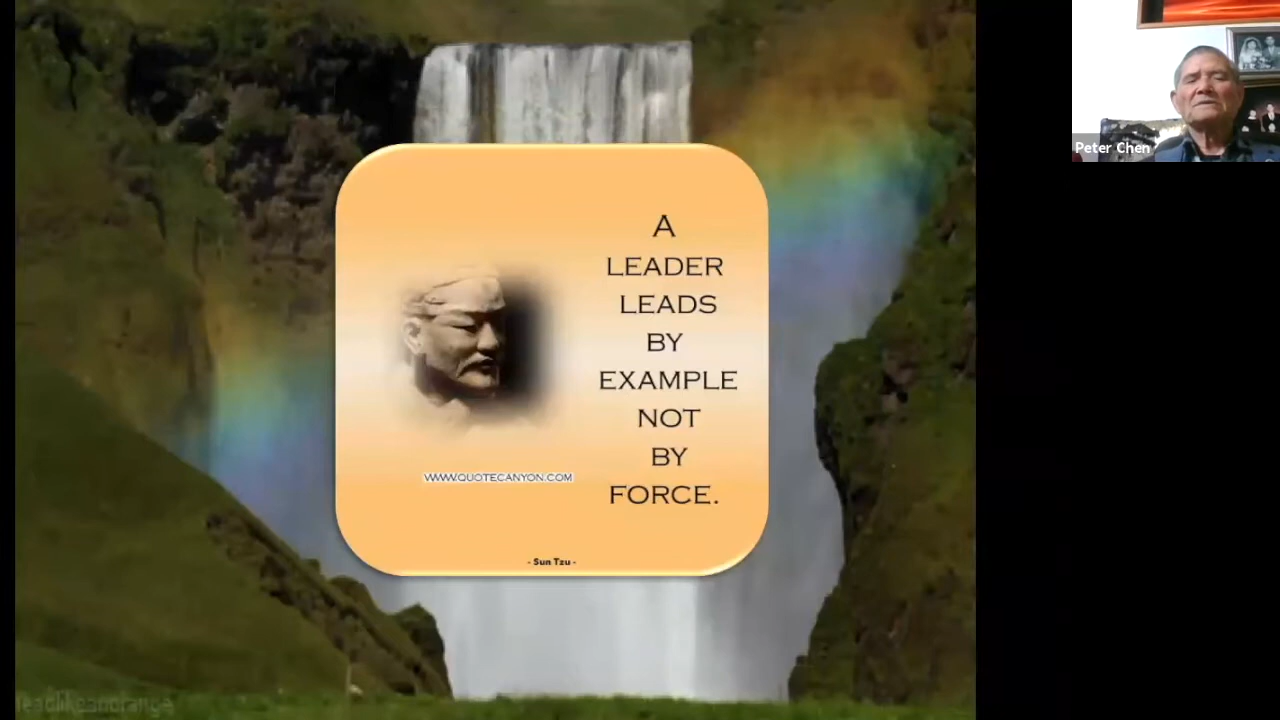 A
LEADER
LEADS
BY
EXAMPLE
NOT
BY
FORCE.
WWW.QUOTECANYON.COM
- Sun Tzu -
Peter Chen